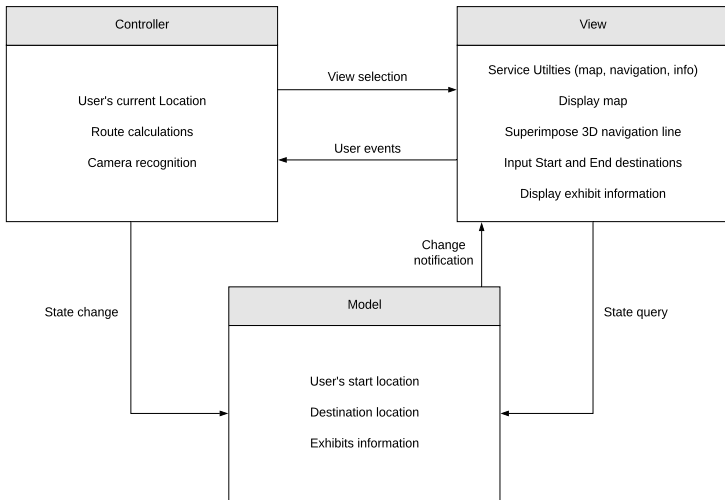 Controller
View
User's current Location
Route calculations
Camera recognition
View selection
User events
Service Utilties (map, navigation, info)
Display map
Superimpose 3D navigation line
Input Start and End destinations
Display exhibit information
Change
notification
State change
State query
Model
User's start location
Destination location
Exhibits information